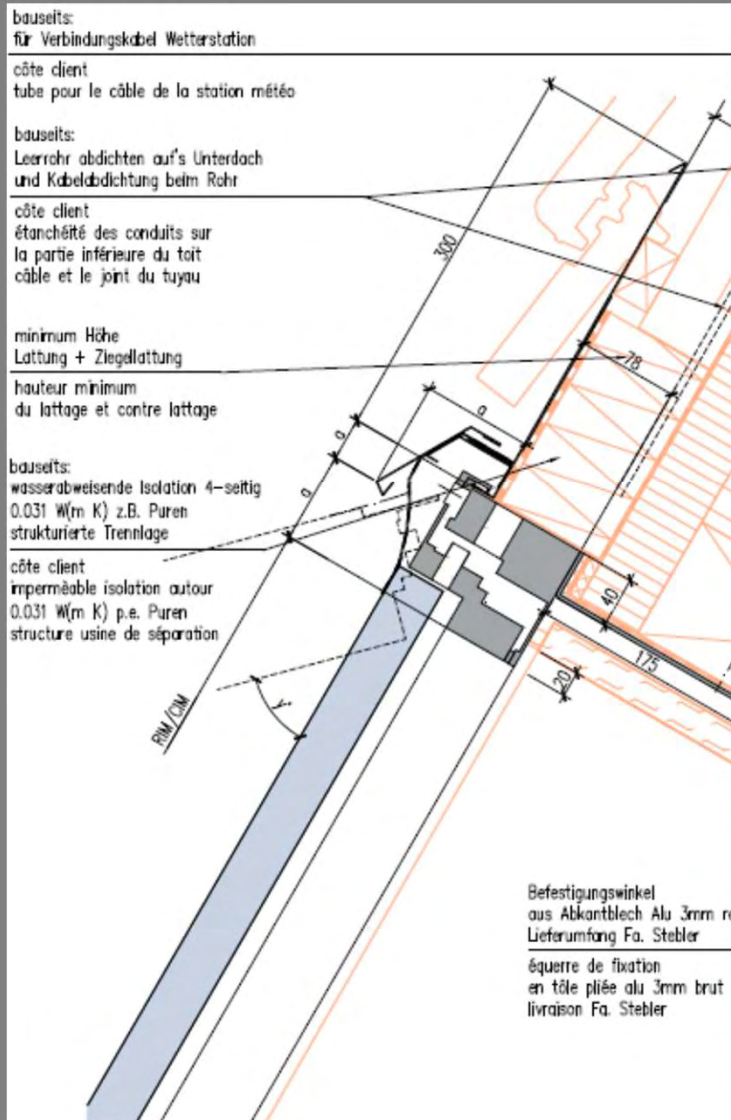 bauseits:
für Verbindungskabel Wetterstation
côte client
tube pour le câble de la station météo
bauseits:
Leerrohr abdichten auf's Unterdach
und Kabelabdichtung beim Rohr
côte client
étanchéité des conduits sur
la partie inférieure du toit
câble et le joint du tuyau
minimum Höhe
Lattung + Ziegellattung
hauteur minimum
du lattage et contre lattage
bauseits:
wasserabweisende Isolation 4-seitig
0.031 W(m K) z.B. Puren
strukturierte Trennlage
côte client
impermèable isolation autour
0.031 W(m K) p.e. Puren
structure usine de séparation
300
78
a
a
a
40
175
20
RIM/CIM
Befestigungswinkel
aus Abkantblech Alu 3mm
Lieferumfang Fa. Stebler
équerre de fixation
en tôle pliée alu 3mm brut
livraison Fa. Stebler